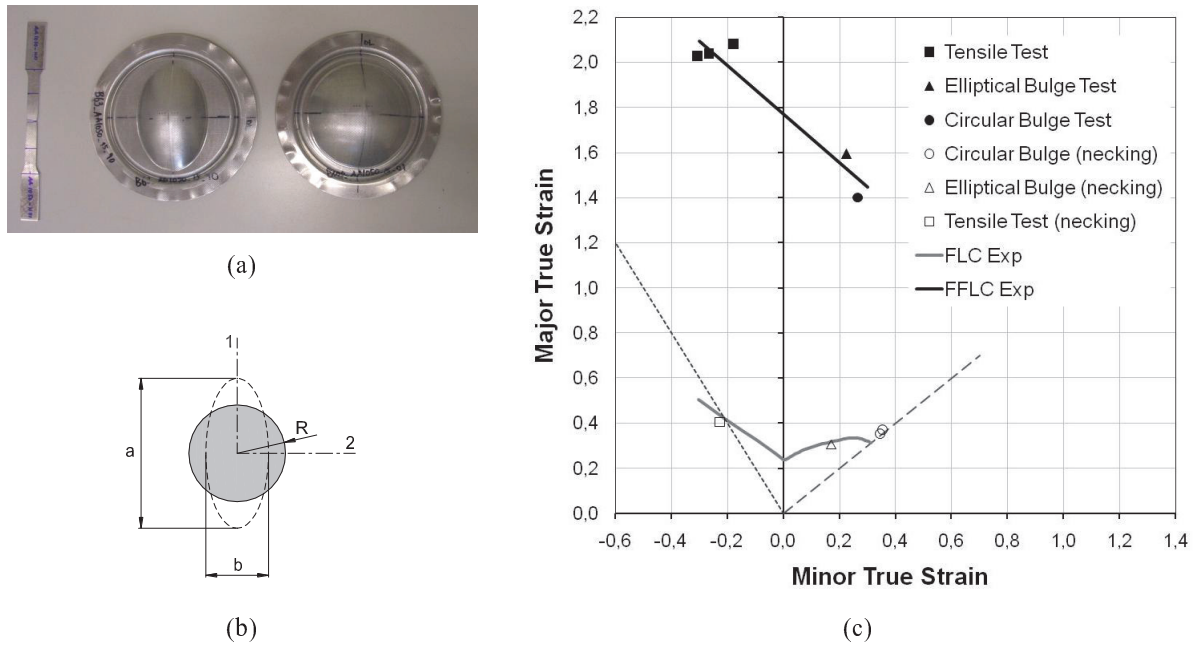 (a)
1
R
a
2
b
(b)
2,2
2,0
1,8
1,6
1,4
1,2
1,0
0,8
0,6
0,4
0,2
0,0
Major True Strain
Tensile Test
Elliptical Bulge Test
Circular Bulge Test
Circular Bulge (necking)
Elliptical Bulge (necking)
Tensile Test (necking)
FLC Exp
FFLC Exp
-0,6 -0,4 -0,2 0,0 0,2 0,4 0,6 0,8 1,0 1,2 1,4
Minor True Strain
(c)